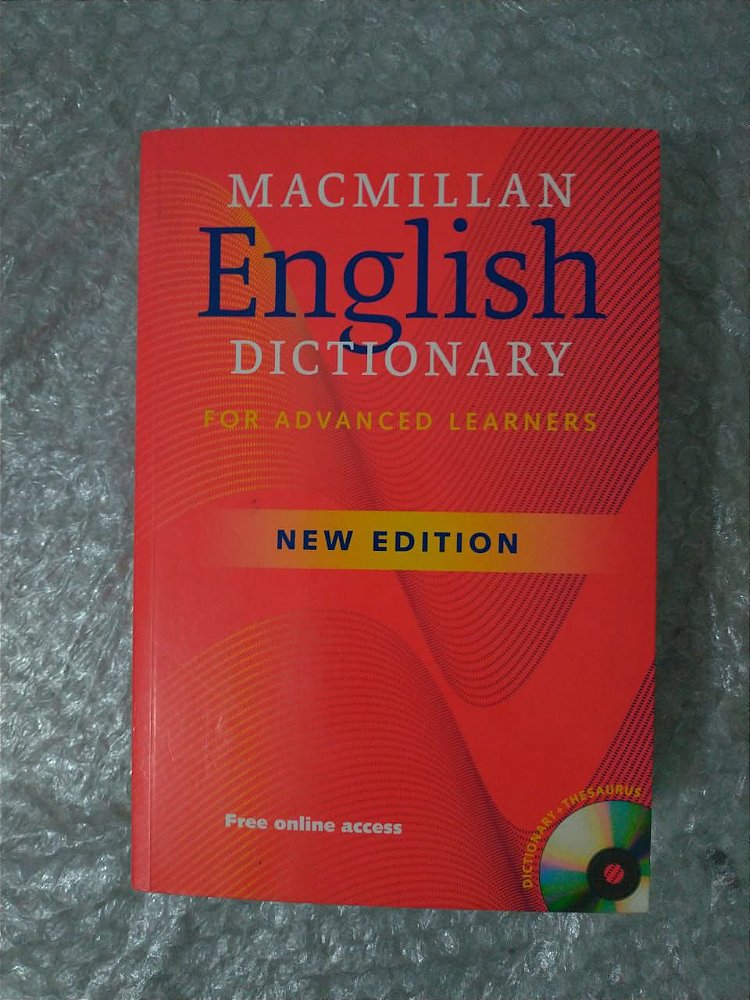 MACMILLAN
English
DICTIONARY
FOR ADVANCED LEARNERS
NEW EDITION
Free online access
DICTIONARY + THESAURUS